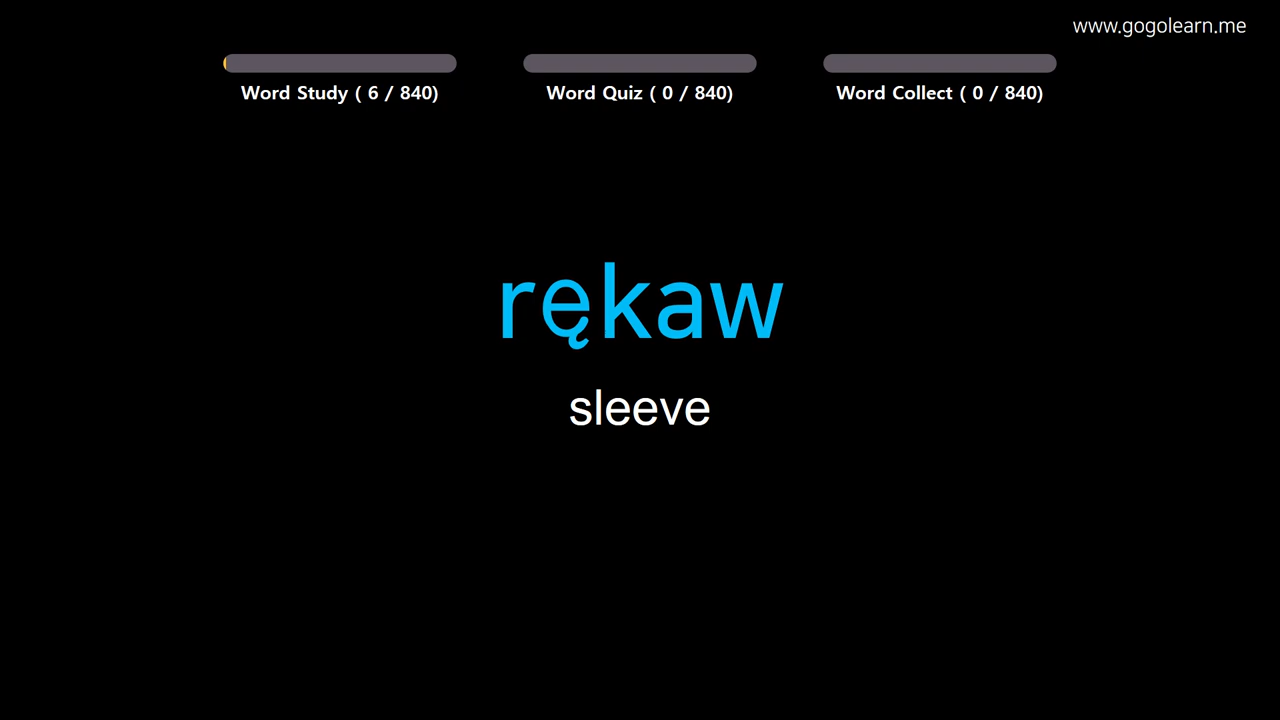 www.gogolearn.me
Word Study ( 6 / 840)
Word Quiz ( 0 / 840)
Word Collect ( 0 / 840)
rękaw
sleeve